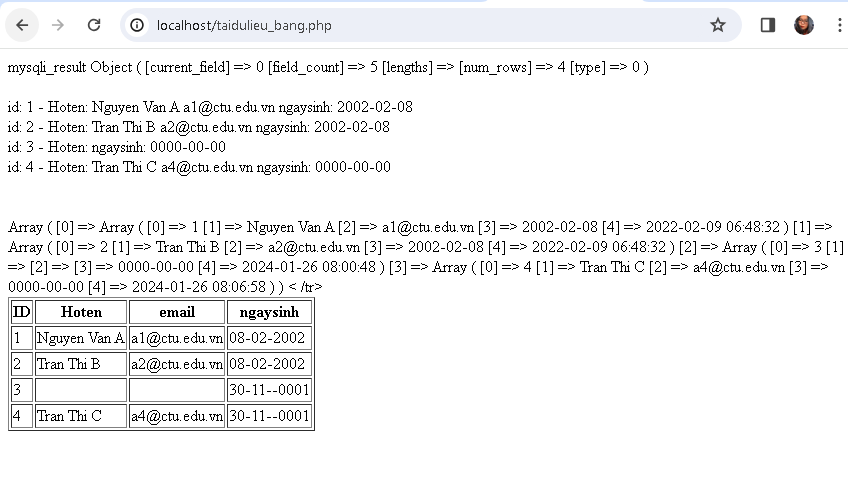 localhost/taidulieu_bang.php
mysqli_result Object ( [current_field] => 0 [field_count] => 5 [lengths] => [num_rows] => 4 [type] => 0 )
id: 1 - Hoten: Nguyen Van A a1@ctu.edu.vn ngaysinh: 2002-02-08
id: 2 - Hoten: Tran Thi B a2@ctu.edu.vn ngaysinh: 2002-02-08
id: 3 - Hoten: ngaysinh: 0000-00-00
id: 4 - Hoten: Tran Thi C a4@ctu.edu.vn ngaysinh: 0000-00-00
Array ( [0] => Array ( [0] => 1 [1] => Nguyen Van A [2] => a1@ctu.edu.vn [3] => 2002-02-08 [4] => 2022-02-09 06:48:32 ) [1] =>
Array ( [0] => 2 [1] => Tran Thi B [2] => a2@ctu.edu.vn [3] => 2002-02-08 [4] => 2022-02-09 06:48:32 ) [2] => Array ( [0] => 3 [1]
=> [2] => [3] => 0000-00-00 [4] => 2024-01-26 08:00:48 ) [3] => Array ( [0] => 4 [1] => Tran Thi C [2] => a4@ctu.edu.vn [3] =>
0000-00-00 [4] => 2024-01-26 08:06:58 ) ) < /tr>
ID Hoten email ngaysinh
1 Nguyen Van A a1@ctu.edu.vn 08-02-2002
2 Tran Thi B a2@ctu.edu.vn 08-02-2002
3 30-11--0001
4 Tran Thi C a4@ctu.edu.vn 30-11--0001